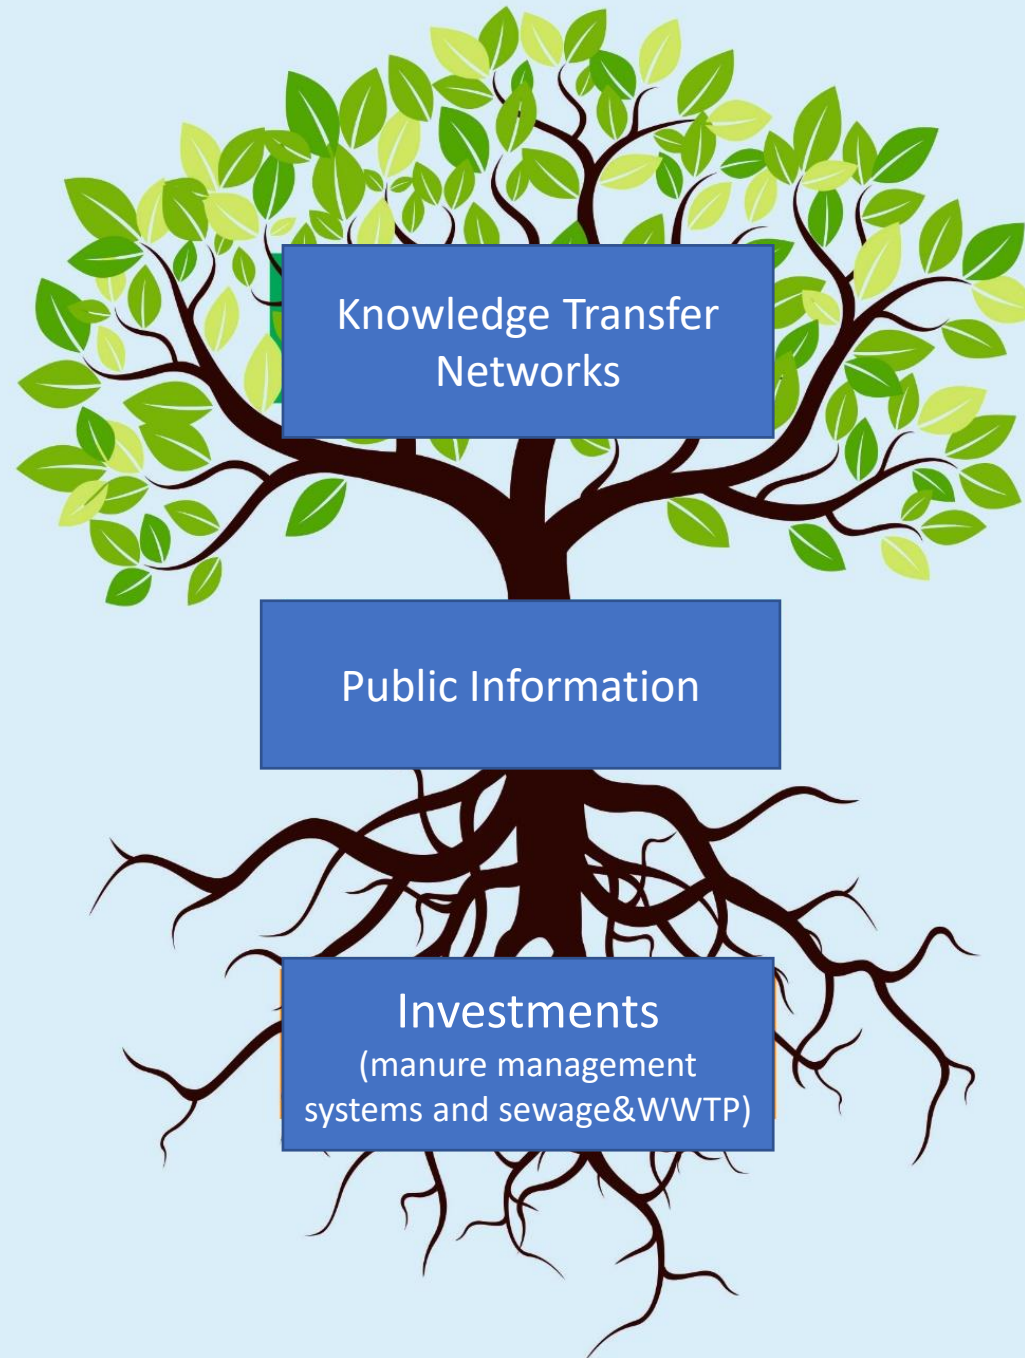 Knowledge Transfer
Networks
Public Information
Investments
(manure management
systems and sewage&WWTP)